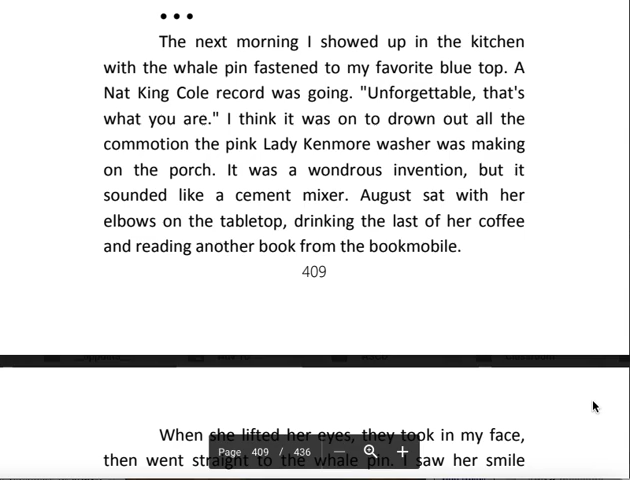 • • •
The next morning I showed up in the kitchen
with the whale pin fastened to my favorite blue top. A
Nat King Cole record was going. "Unforgettable, that's
what you are." I think it was on to drown out all the
commotion the pink Lady Kenmore washer was making
on the porch. It was a wondrous invention, but it
sounded like a cement mixer. August sat with her
elbows on the tabletop, drinking the last of her coffee
and reading another book from the bookmobile.
409
When she lifted her eyes, they took in my face,
then went straight to the whale pin. I saw her smile
Page 409 / 436 — +